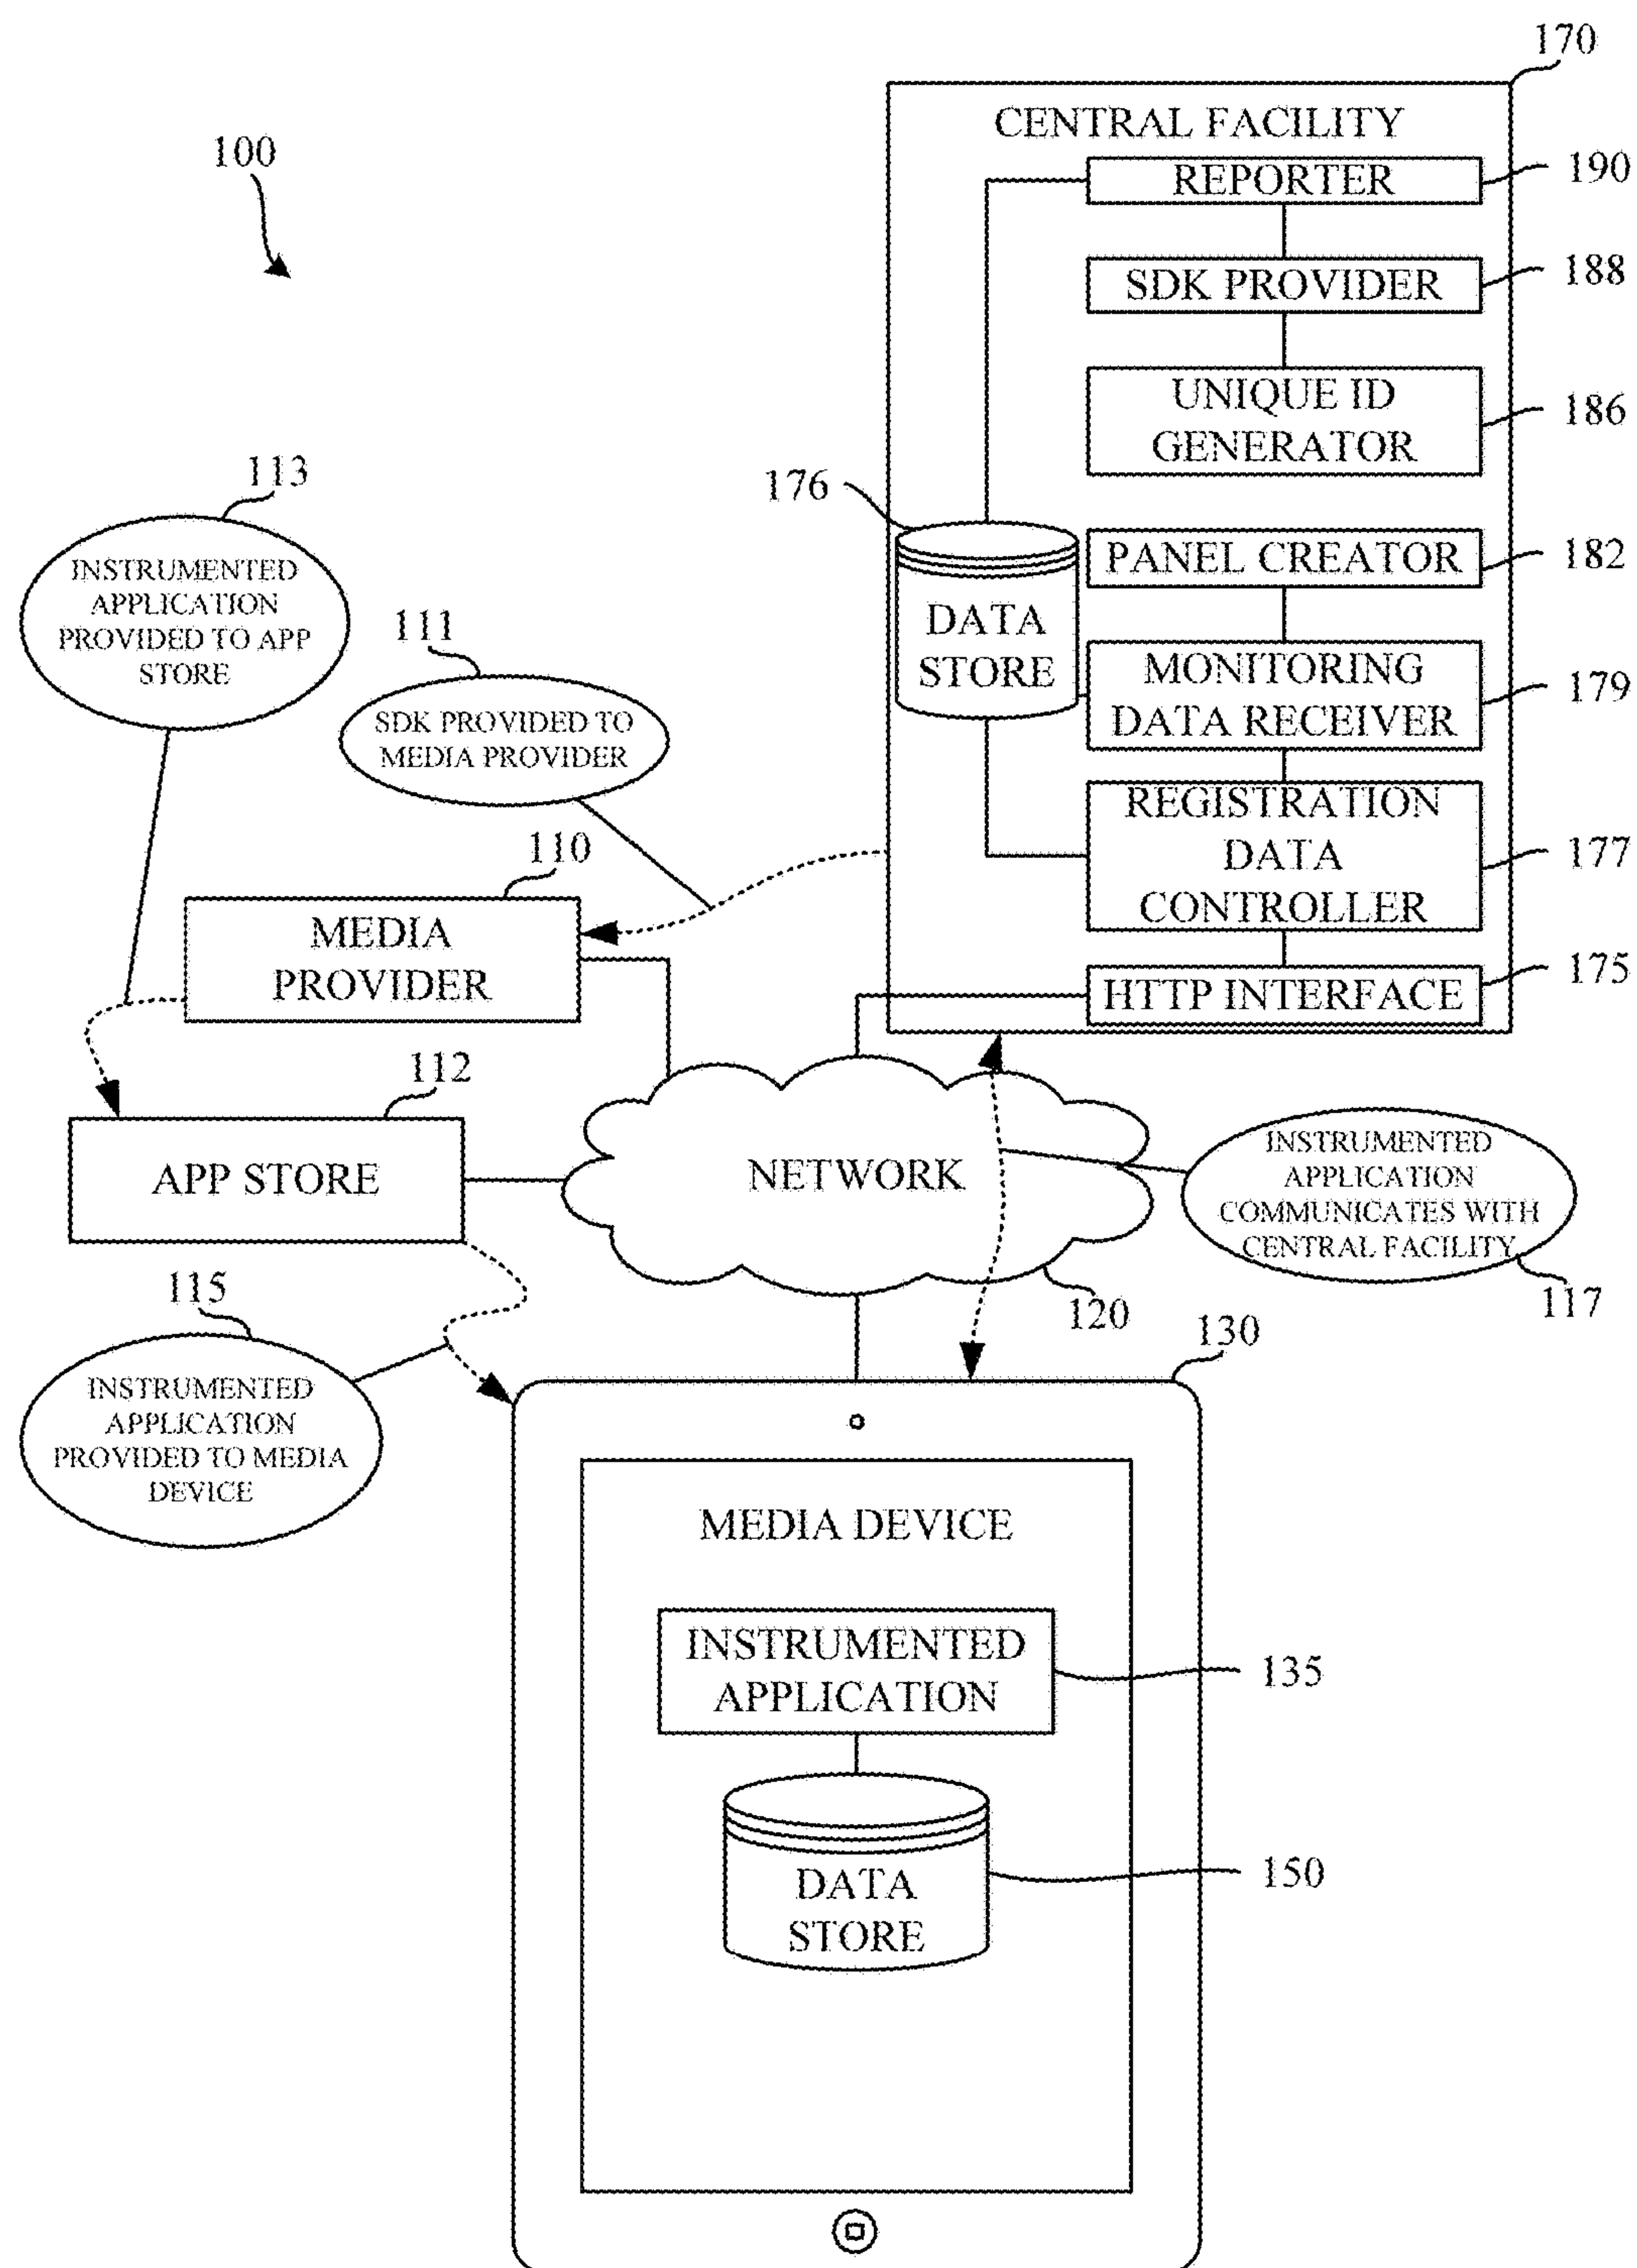 170
CENTRAL FACILITY
100
REPORTER
190
SDK PROVIDER
188
UNIQUE ID
GENERATOR
186
113
176
INSTRUMENTED
APPLICATION
PROVIDED TO APP
STORE
PANEL CREATOR
182
DATA
STORE
111
SDK PROVIDED TO
MEDIA PROVIDER
MONITORING
DATA RECEIVER
179
REGISTRATION
DATA
CONTROLLER
177
110
MEDIA
PROVIDER
HTTP INTERFACE
175
112
APP STORE
NETWORK
120
INSTRUMENTED
APPLICATION
COMMUNICATES WITH
CENTRAL FACILITY
117
115
INSTRUMENTED
APPLICATION
PROVIDED TO MEDIA
DEVICE
130
MEDIA DEVICE
INSTRUMENTED
APPLICATION
135
DATA
STORE
150